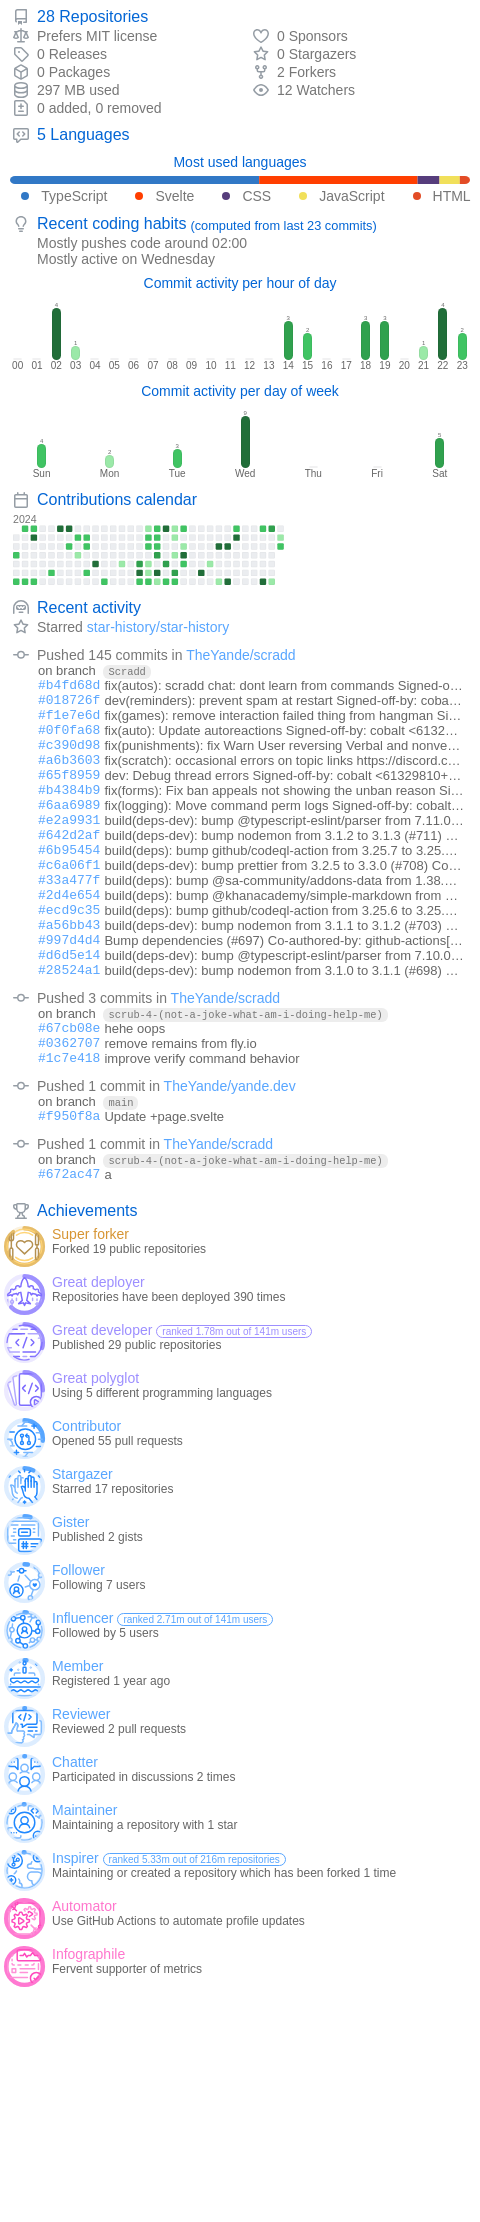 28 Repositories
Prefers MIT license
0 Sponsors
0 Releases
0 Stargazers
0 Packages
2 Forkers
297 MB used
12 Watchers
0 added, 0 removed
5 Languages
Most used languages
TypeScript Svelte CSS JavaScript HTML
Recent coding habits (computed from last 23 commits)
Mostly pushes code around 02:00
Mostly active on Wednesday
Commit activity per hour of day
4 1 3 2 3 3 1 4 2
00 01 02 03 04 05 06 07 08 09 10 11 12 13 14 15 16 17 18 19 20 21 22 23
Commit activity per day of week
4 2 3 9 5
Sun Mon Tue Wed Thu Fri Sat
Contributions calendar
2024
Recent activity
Starred star-history/star-history
Pushed 145 commits in TheYande/scradd
on branch Scradd
#b4fd68d fix(autos): scradd chat: dont learn from commands Signed-o…
#018726f dev(reminders): prevent spam at restart Signed-off-by: coba…
#f1e7e6d fix(games): remove interaction failed thing from hangman Si…
#0f0fa68 fix(auto): Update autoreactions Signed-off-by: cobalt <6132…
#c390d98 fix(punishments): fix Warn User reversing Verbal and nonve…
#a6b3603 fix(scratch): occasional errors on topic links https://discord.c…
#65f8959 dev: Debug thread errors Signed-off-by: cobalt <61329810+…
#b4384b9 fix(forms): Fix ban appeals not showing the unban reason Si…
#6aa6989 fix(logging): Move command perm logs Signed-off-by: cobalt…
#e2a9931 build(deps-dev): bump @typescript-eslint/parser from 7.11.0…
#642d2af build(deps-dev): bump nodemon from 3.1.2 to 3.1.3 (#711) …
#6b95454 build(deps): bump github/codeql-action from 3.25.7 to 3.25.…
#c6a06f1 build(deps-dev): bump prettier from 3.2.5 to 3.3.0 (#708) Co…
#33a477f build(deps): bump @sa-community/addons-data from 1.38.…
#2d4e654 build(deps): bump @khanacademy/simple-markdown from …
#ecd9c35 build(deps): bump github/codeql-action from 3.25.6 to 3.25.…
#a56bb43 build(deps-dev): bump nodemon from 3.1.1 to 3.1.2 (#703) …
#997d4d4 Bump dependencies (#697) Co-authored-by: github-actions[…
#d6d5e14 build(deps-dev): bump @typescript-eslint/parser from 7.10.0…
#28524a1 build(deps-dev): bump nodemon from 3.1.0 to 3.1.1 (#698) …
Pushed 3 commits in TheYande/scradd
on branch scrub-4-(not-a-joke-what-am-i-doing-help-me)
#67cb08e hehe oops
#0362707 remove remains from fly.io
#1c7e418 improve verify command behavior
Pushed 1 commit in TheYande/yande.dev
on branch main
#f950f8a Update +page.svelte
Pushed 1 commit in TheYande/scradd
on branch scrub-4-(not-a-joke-what-am-i-doing-help-me)
#672ac47 a
Achievements
Super forker
Forked 19 public repositories
Great deployer
Repositories have been deployed 390 times
Great developer ranked 1.78m out of 141m users
Published 29 public repositories
Great polyglot
Using 5 different programming languages
Contributor
Opened 55 pull requests
Stargazer
Starred 17 repositories
Gister
Published 2 gists
Follower
Following 7 users
Influencer ranked 2.71m out of 141m users
Followed by 5 users
Member
Registered 1 year ago
Reviewer
Reviewed 2 pull requests
Chatter
Participated in discussions 2 times
Maintainer
Maintaining a repository with 1 star
Inspirer ranked 5.33m out of 216m repositories
Maintaining or created a repository which has been forked 1 time
Automator
Use GitHub Actions to automate profile updates
Infographile
Fervent supporter of metrics